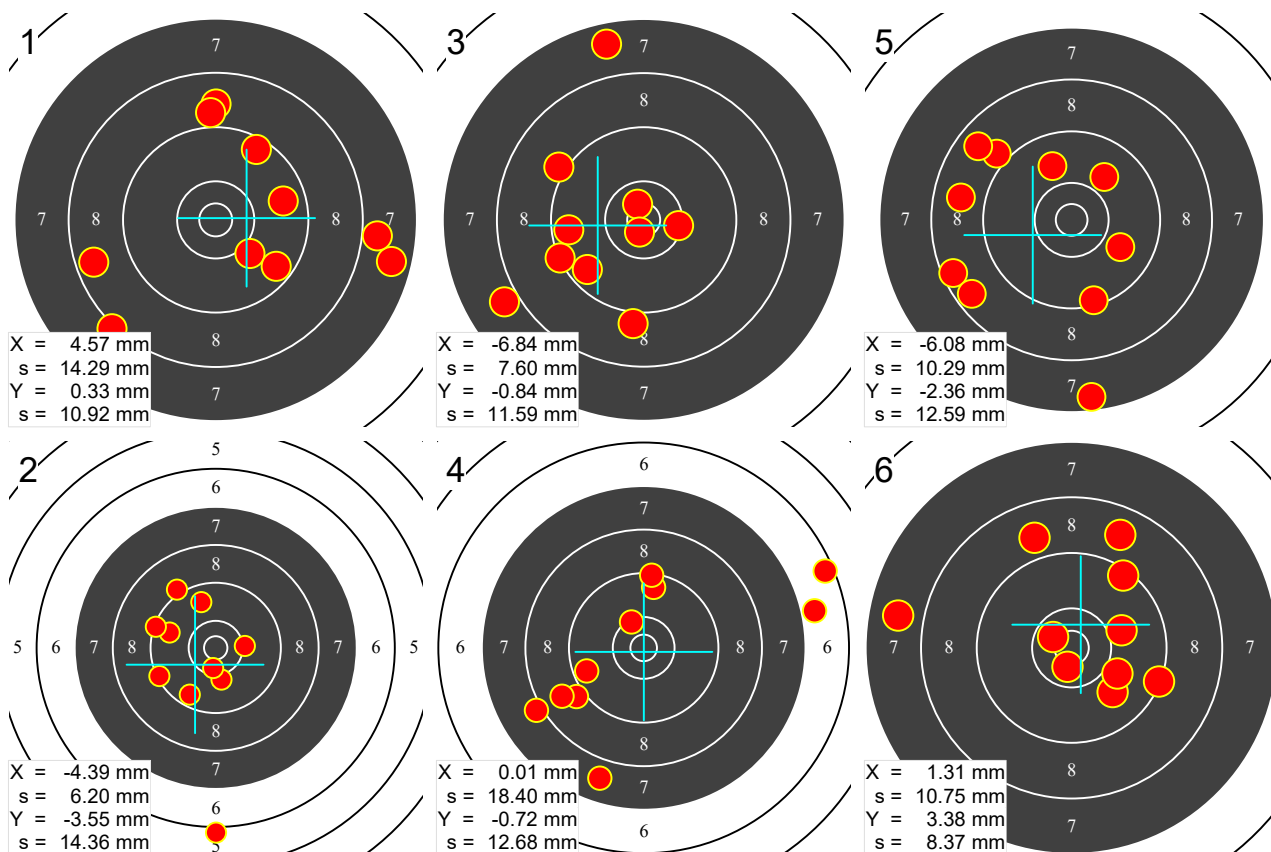 1
7
7 8 8 7
8
7
X = 4.57 mm
s = 14.29 mm
Y = 0.33 mm
s = 10.92 mm
3
7
8
7 8 8 7
8
7
X = -6.84 mm
s = 7.60 mm
Y = -0.84 mm
s = 11.59 mm
5
7
8
7 8 8 7
8
7
X = -6.08 mm
s = 10.29 mm
Y = -2.36 mm
s = 12.59 mm
2
5
6
7
8
5 6 7 8 8 7 6 5
8
7
6
5
X = -4.39 mm
s = 6.20 mm
Y = -3.55 mm
s = 14.36 mm
4
6
7
8
6 7 8 8 7 6
8
7
6
X = 0.01 mm
s = 18.40 mm
Y = -0.72 mm
s = 12.68 mm
6
7
8
7 8 8 7
8
7
X = 1.31 mm
s = 10.75 mm
Y = 3.38 mm
s = 8.37 mm